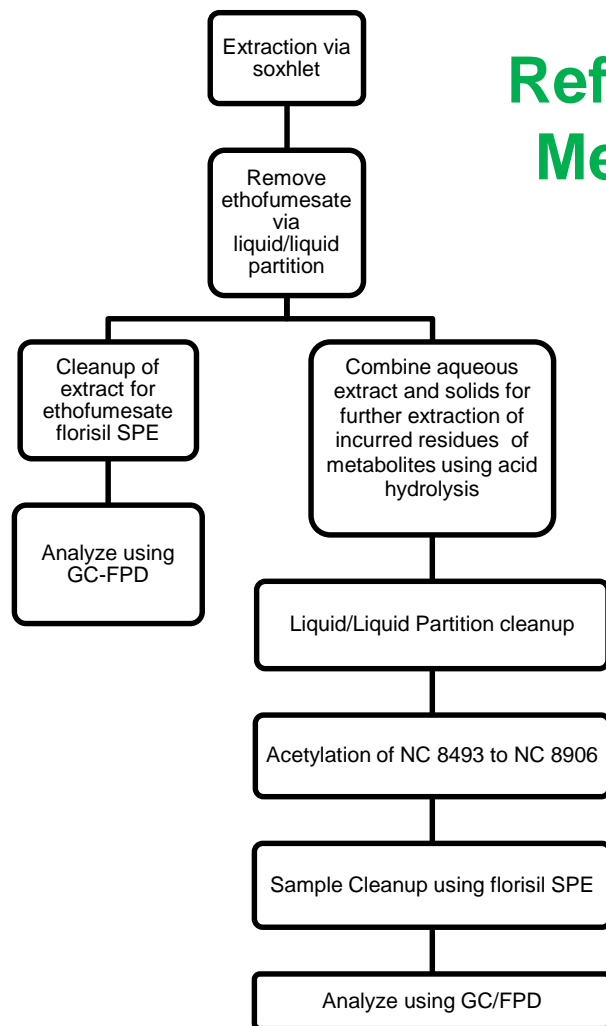 Extraction via
soxhlet
Ref
Me
Remove
ethofumesate
via
liquid/liquid
partition
Cleanup of
extract for
ethofumesate
florisil SPE
Combine aqueous
extract and solids for
further extraction of
incurred residues of
metabolites using acid
hydrolysis
Analyze using
GC-FPD
Liquid/Liquid Partition cleanup
Acetylation of NC 8493 to NC 8906
Sample Cleanup using florisil SPE
Analyze using GC/FPD